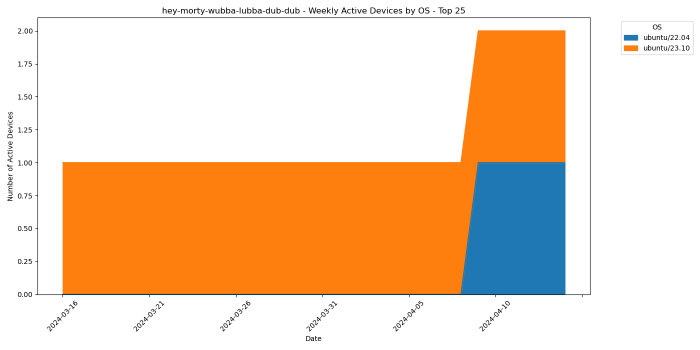 hey-morty-wubba-lubba-dub-dub - Weekly Active Devices by OS - Top 25
OS
ubuntu/22.04
ubuntu/23.10
Number of Active Devices
2.00
1.75
1.50
1.25
1.00
0.75
0.50
0.25
0.00
2024-03-16
2024-03-21
2024-03-26
2024-03-31
2024-04-05
2024-04-10
Date